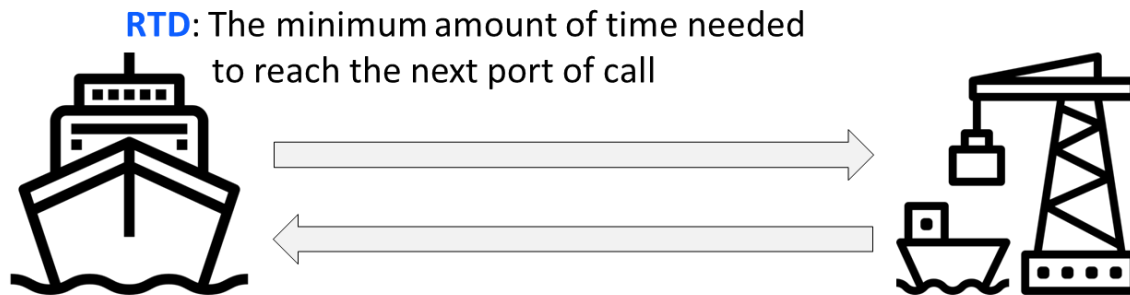 RTD: The minimum amount of time needed
to reach the next port of call